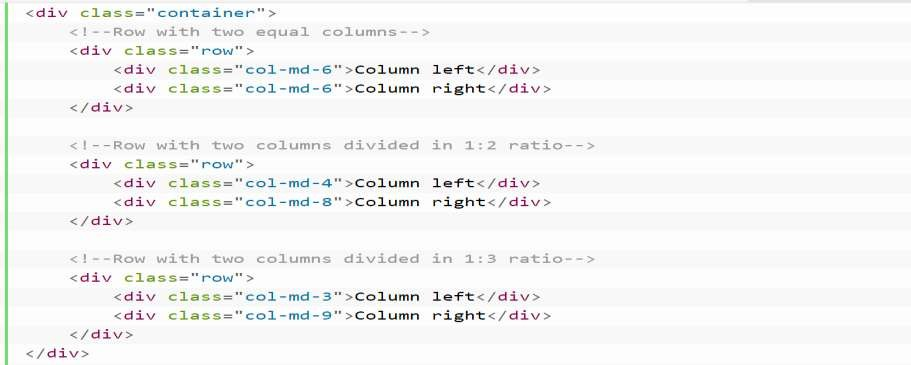 <div class="container">
    <!--Row with two equal columns-->
    <div class="row">
        <div class="col-md-6">Column left</div>
        <div class="col-md-6">Column right</div>
    </div>

    <!--Row with two columns divided in 1:2 ratio-->
    <div class="row">
        <div class="col-md-4">Column left</div>
        <div class="col-md-8">Column right</div>
    </div>

    <!--Row with two columns divided in 1:3 ratio-->
    <div class="row">
        <div class="col-md-3">Column left</div>
        <div class="col-md-9">Column right</div>
    </div>
</div>